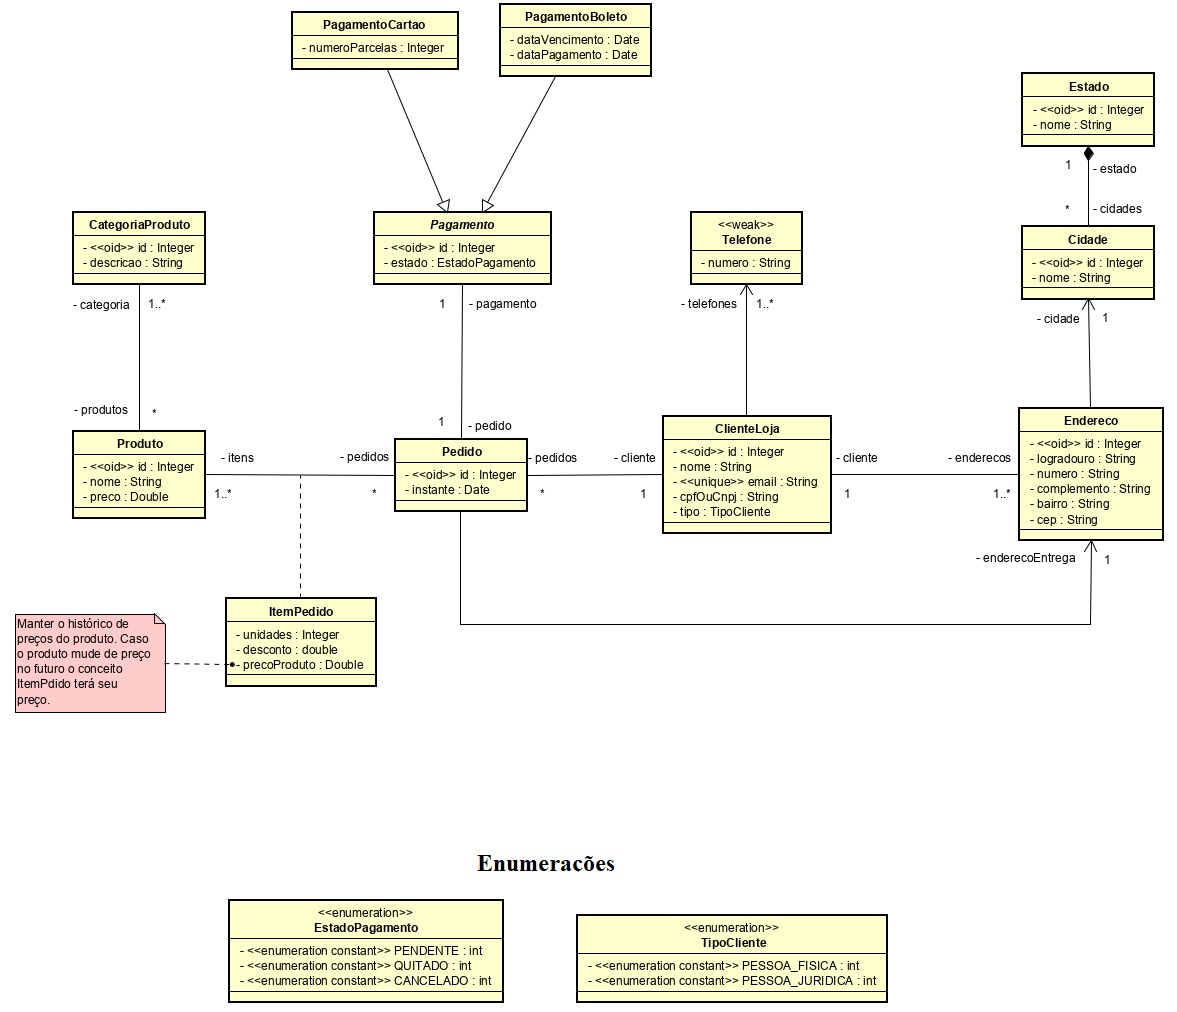 PagamentoCartao
- numeroParcelas : Integer
PagamentoBoleto
- dataVencimento : Date
- dataPagamento : Date
Estado
- <<oid>> id : Integer
- nome : String
1
- estado
*
- cidades
CategoriaProduto
- <<oid>> id : Integer
- descricao : String
Pagamento
- <<oid>> id : Integer
- estado : EstadoPagamento
<<weak>>
Telefone
- numero : String
Cidade
- <<oid>> id : Integer
- nome : String
- categoria
1..*
1
- pagamento
- telefones
1..*
- cidade
1
- produtos
*
1
- pedido
Produto
- <<oid>> id : Integer
- nome : String
- preco : Double
- itens
1..*
- pedidos
*
Pedido
- <<oid>> id : Integer
- instante : Date
- pedidos
*
- cliente
1
ClienteLoja
- <<oid>> id : Integer
- nome : String
- <<unique>> email : String
- cpfOuCnpj : String
- tipo : TipoCliente
- cliente
1
- enderecos
1..*
Endereco
- <<oid>> id : Integer
- logradouro : String
- numero : String
- complemento : String
- bairro : String
- cep : String
- enderecoEntrega
1
Manter o histórico de
preços do produto. Caso
o produto mude de preço
no futuro o conceito
ItemPdido terá seu
preço.
ItemPedido
- unidades : Integer
- desconto : double
- precoProduto : Double
Enumerações
<<enumeration>>
EstadoPagamento
- <<enumeration constant>> PENDENTE : int
- <<enumeration constant>> QUITADO : int
- <<enumeration constant>> CANCELADO : int
<<enumeration>>
TipoCliente
- <<enumeration constant>> PESSOA_FISICA : int
- <<enumeration constant>> PESSOA_JURIDICA : int